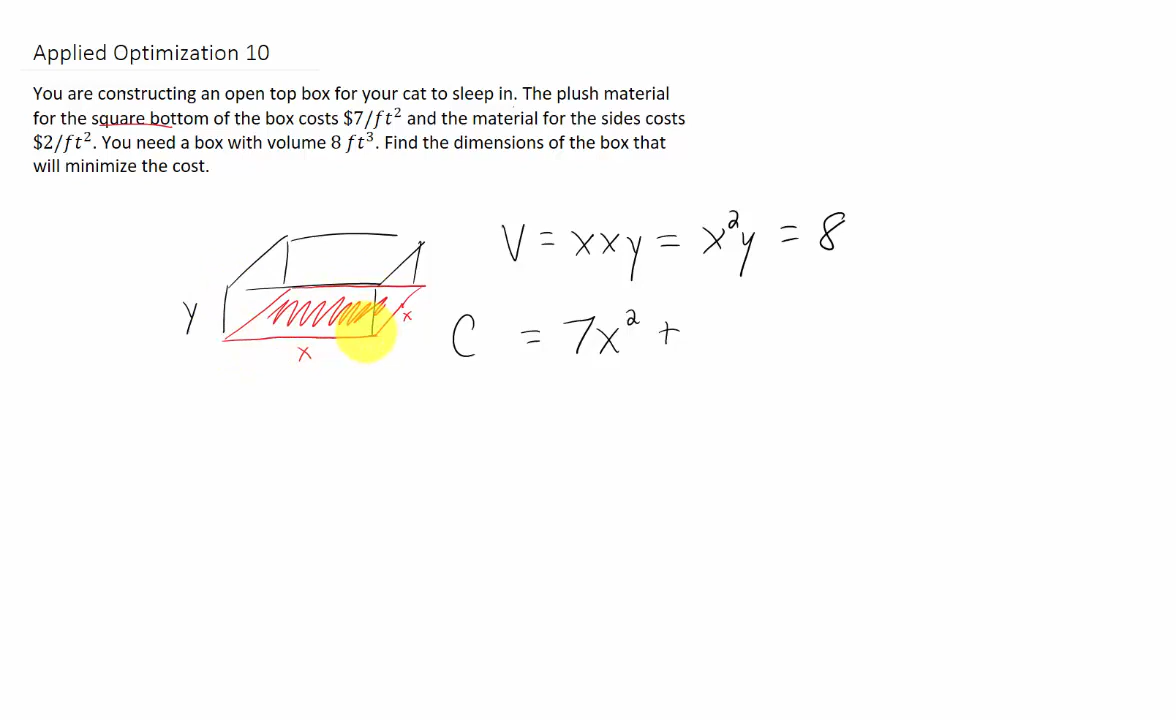 Applied Optimization 10
You are constructing an open top box for your cat to sleep in. The plush material
for the square bottom of the box costs $7/ft² and the material for the sides costs
$2/ft². You need a box with volume 8 ft³. Find the dimensions of the box that
will minimize the cost.
V = xxy = x²y = 8
y
x
C = 7x² +
x